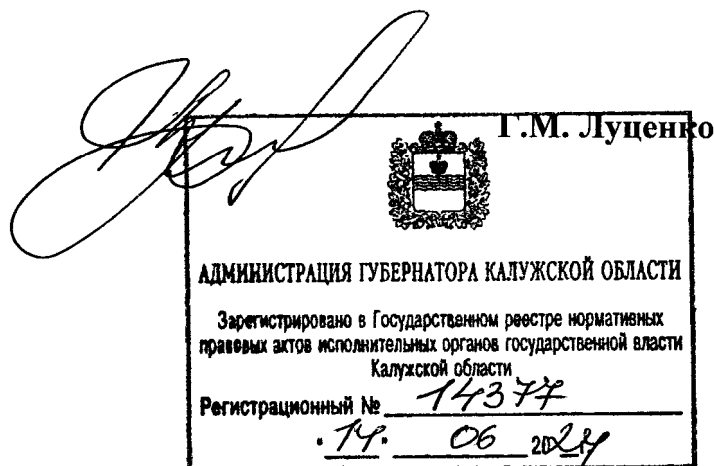 Г.М. Луценко
АДМИНИСТРАЦИЯ ГУБЕРНАТОРА КАЛУЖСКОЙ ОБЛАСТИ
Зарегистрировано в Государственном реестре нормативных
правовых актов исполнительных органов государственной власти
Калужской области
Регистрационный № 14377
"14" 06 2024